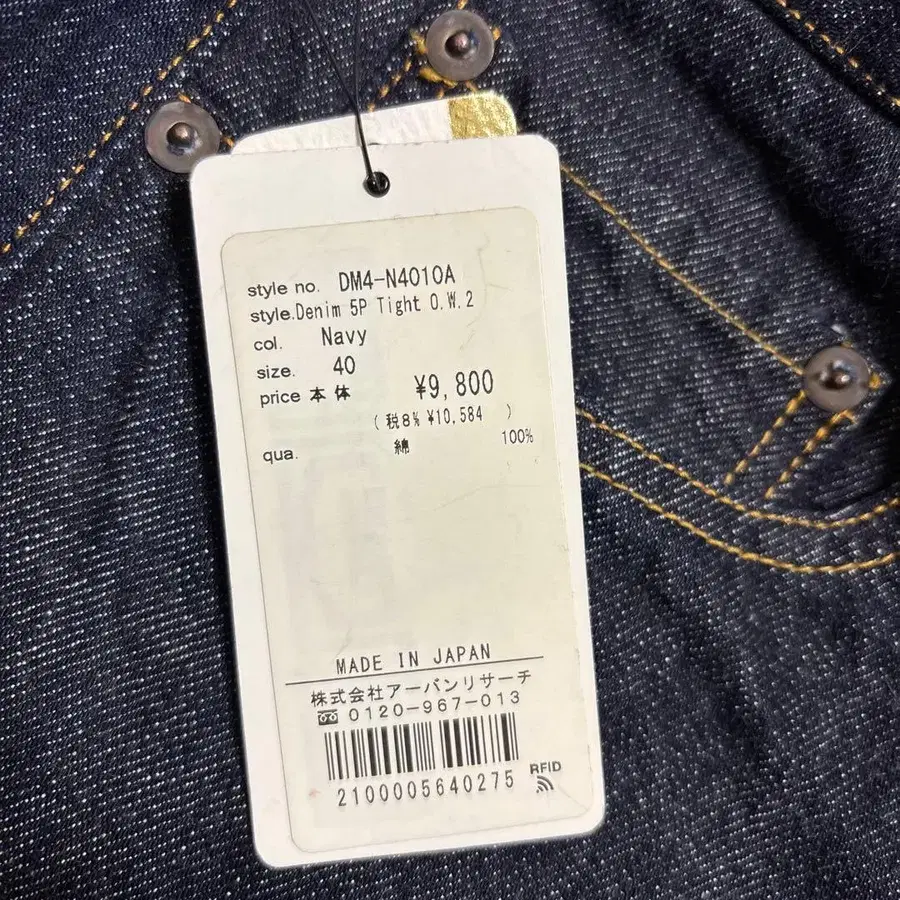 style no. DM4-N4010A
style.Denim 5P Tight O.W.2
col. Navy
size. 40
price 本体 ¥9,800
(税8% ¥10,584 )
qua. 綿 100%
MADE IN JAPAN
株式会社アーバンリサーチ
0120-967-013
2100005640275
RFID